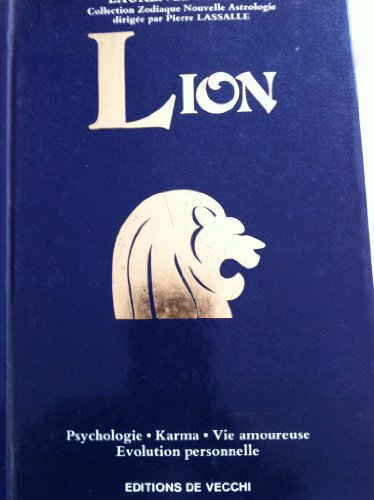 Collection Zodiaque Nouvelle Astrologie
dirigée par Pierre LASSALLE
LION
Psychologie • Karma • Vie amoureuse
Evolution personnelle
EDITIONS DE VECCHI